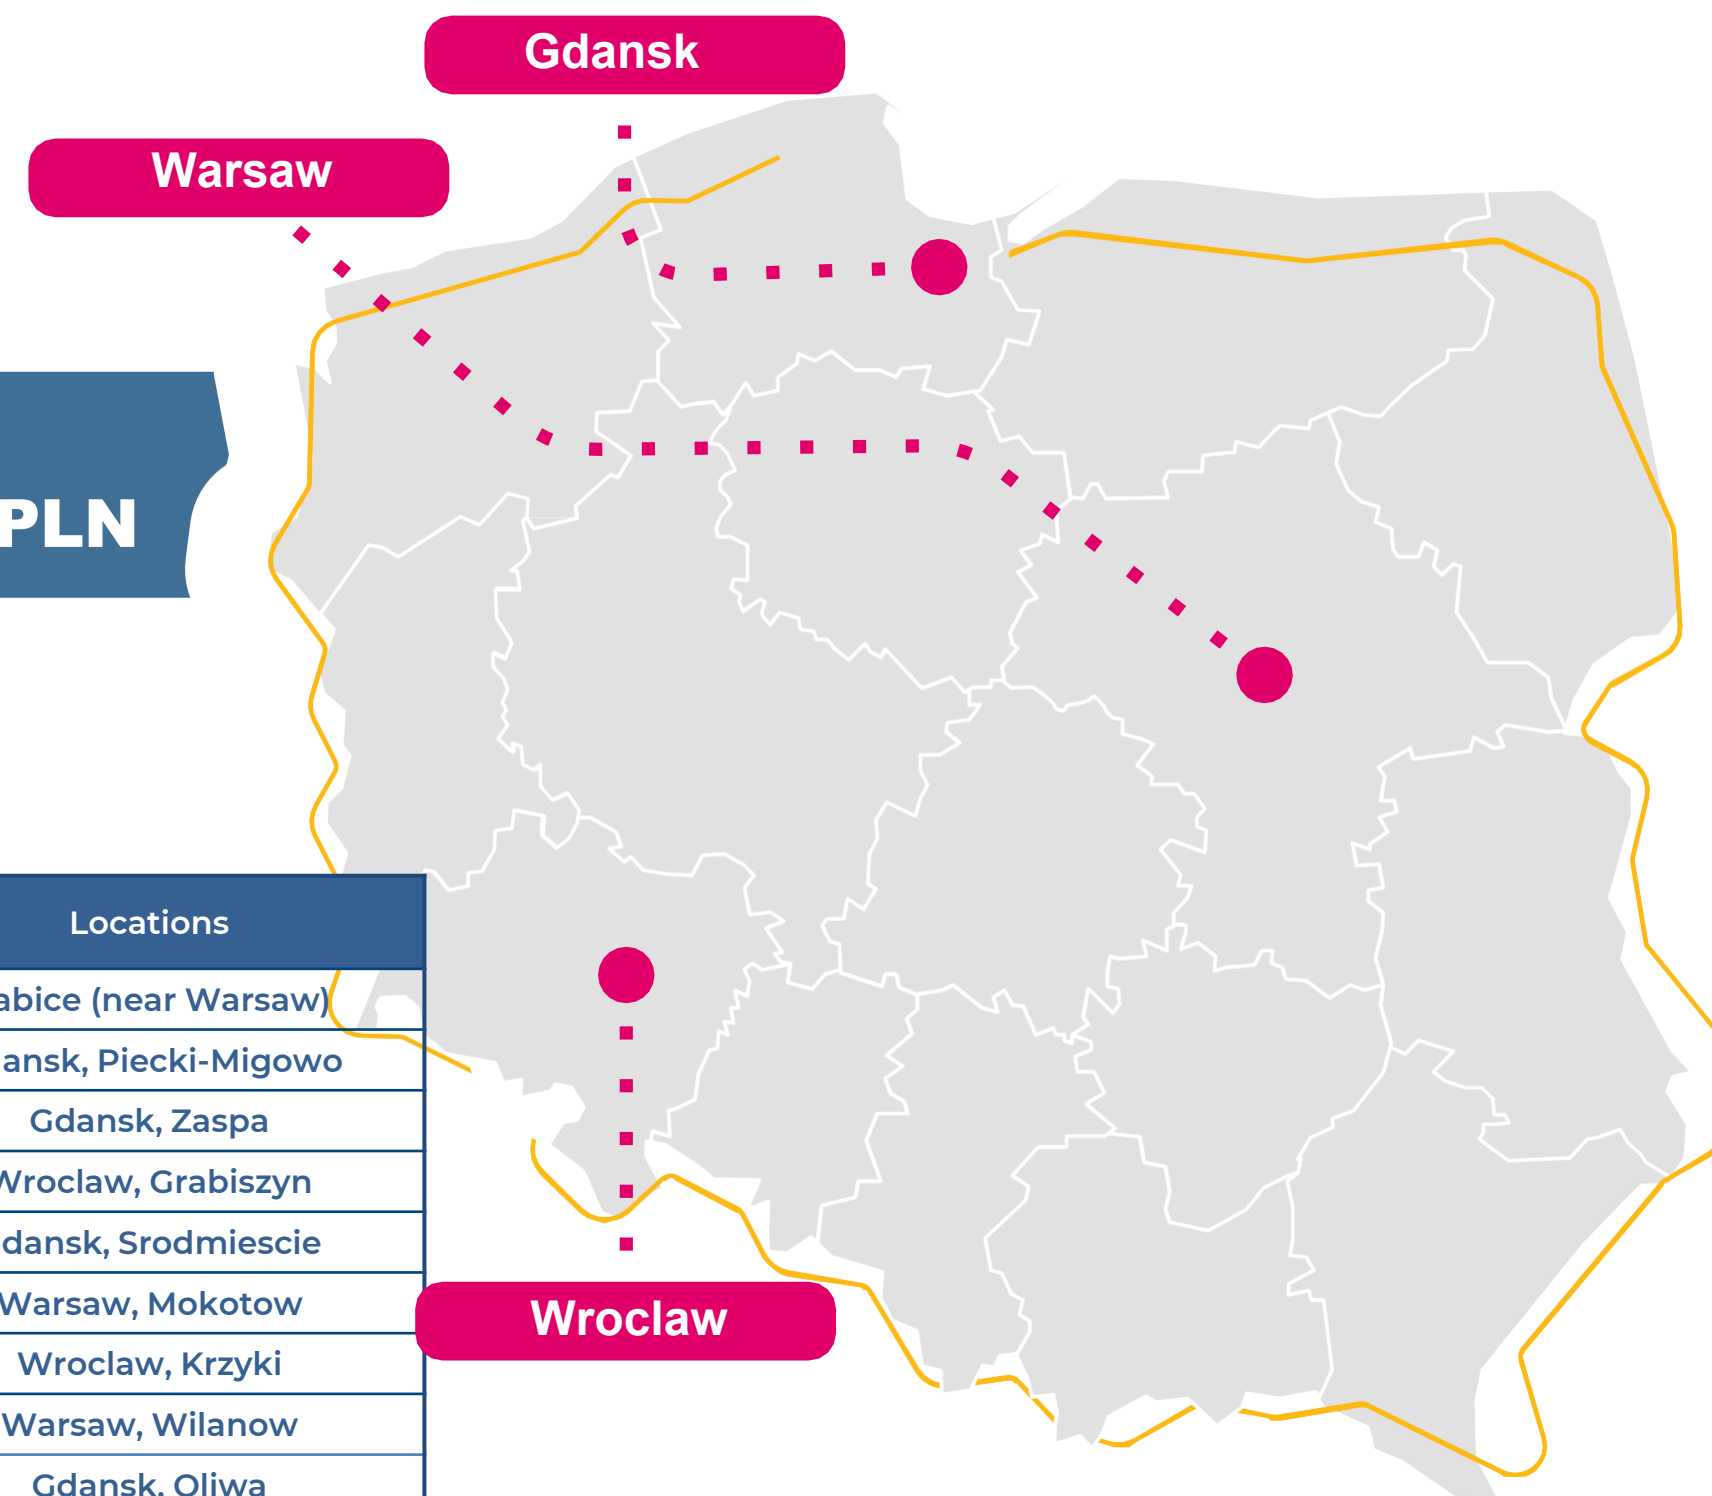 Gdansk
Warsaw
PLN
Locations
abice (near Warsaw)
ansk, Piecki-Migowo
Gdansk, Zaspa
Wroclaw, Grabiszyn
dansk, Srodmiescie
Warsaw, Mokotow
Wroclaw, Krzyki
Warsaw, Wilanow
Gdansk, Oliwa
Wroclaw